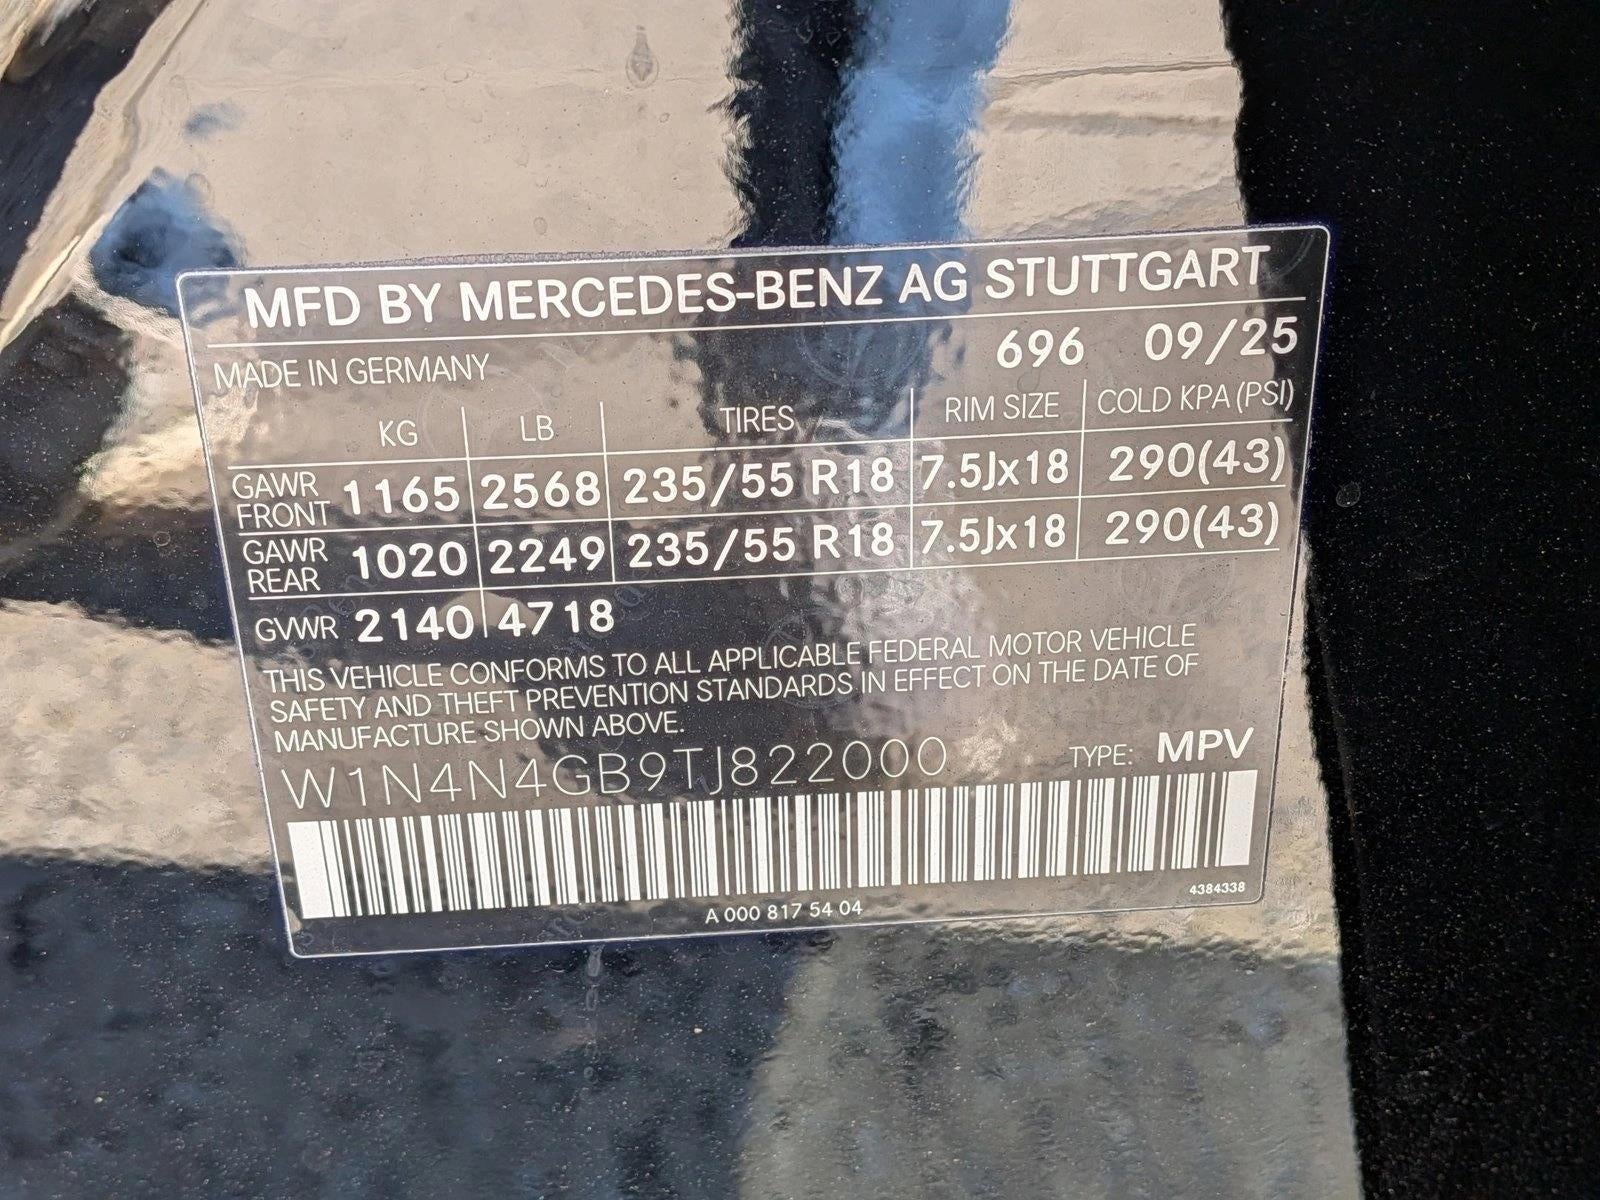 MFD BY MERCEDES-BENZ AG STUTTGART
MADE IN GERMANY 696 09/25
KG LB TIRES RIM SIZE COLD KPA (PSI)
GAWR FRONT 1165 2568 235/55 R18 7.5Jx18 290(43)
GAWR REAR 1020 2249 235/55 R18 7.5Jx18 290(43)
GVWR 2140 4718
THIS VEHICLE CONFORMS TO ALL APPLICABLE FEDERAL MOTOR VEHICLE
SAFETY AND THEFT PREVENTION STANDARDS IN EFFECT ON THE DATE OF
MANUFACTURE SHOWN ABOVE.
W1N4N4GB9TJ822000 TYPE: MPV
4384338
A 000 817 54 04